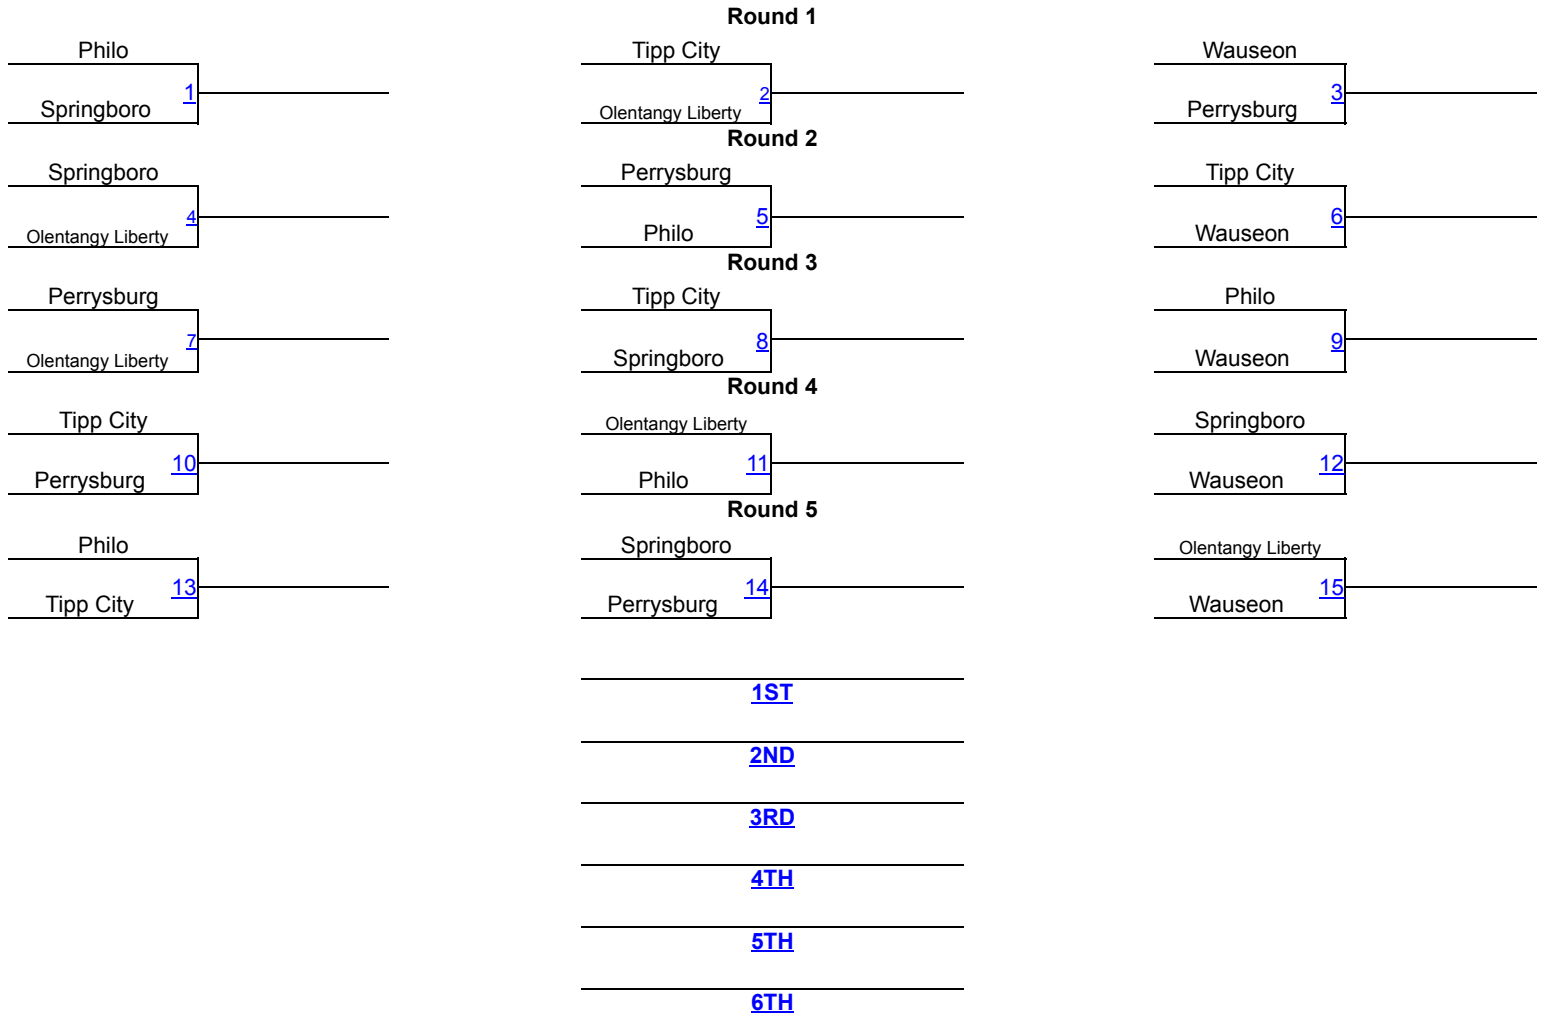 Round 1
Philo Tipp City Wauseon
1 2 3
Springboro Olentangy Liberty Perrysburg
Round 2
Springboro Perrysburg Tipp City
4 5 6
Olentangy Liberty Philo Wauseon
Round 3
Perrysburg Tipp City Philo
7 8 9
Olentangy Liberty Springboro Wauseon
Round 4
Tipp City Olentangy Liberty Springboro
10 11 12
Perrysburg Philo Wauseon
Round 5
Philo Springboro Olentangy Liberty
13 14 15
Tipp City Perrysburg Wauseon
1ST
2ND
3RD
4TH
5TH
6TH